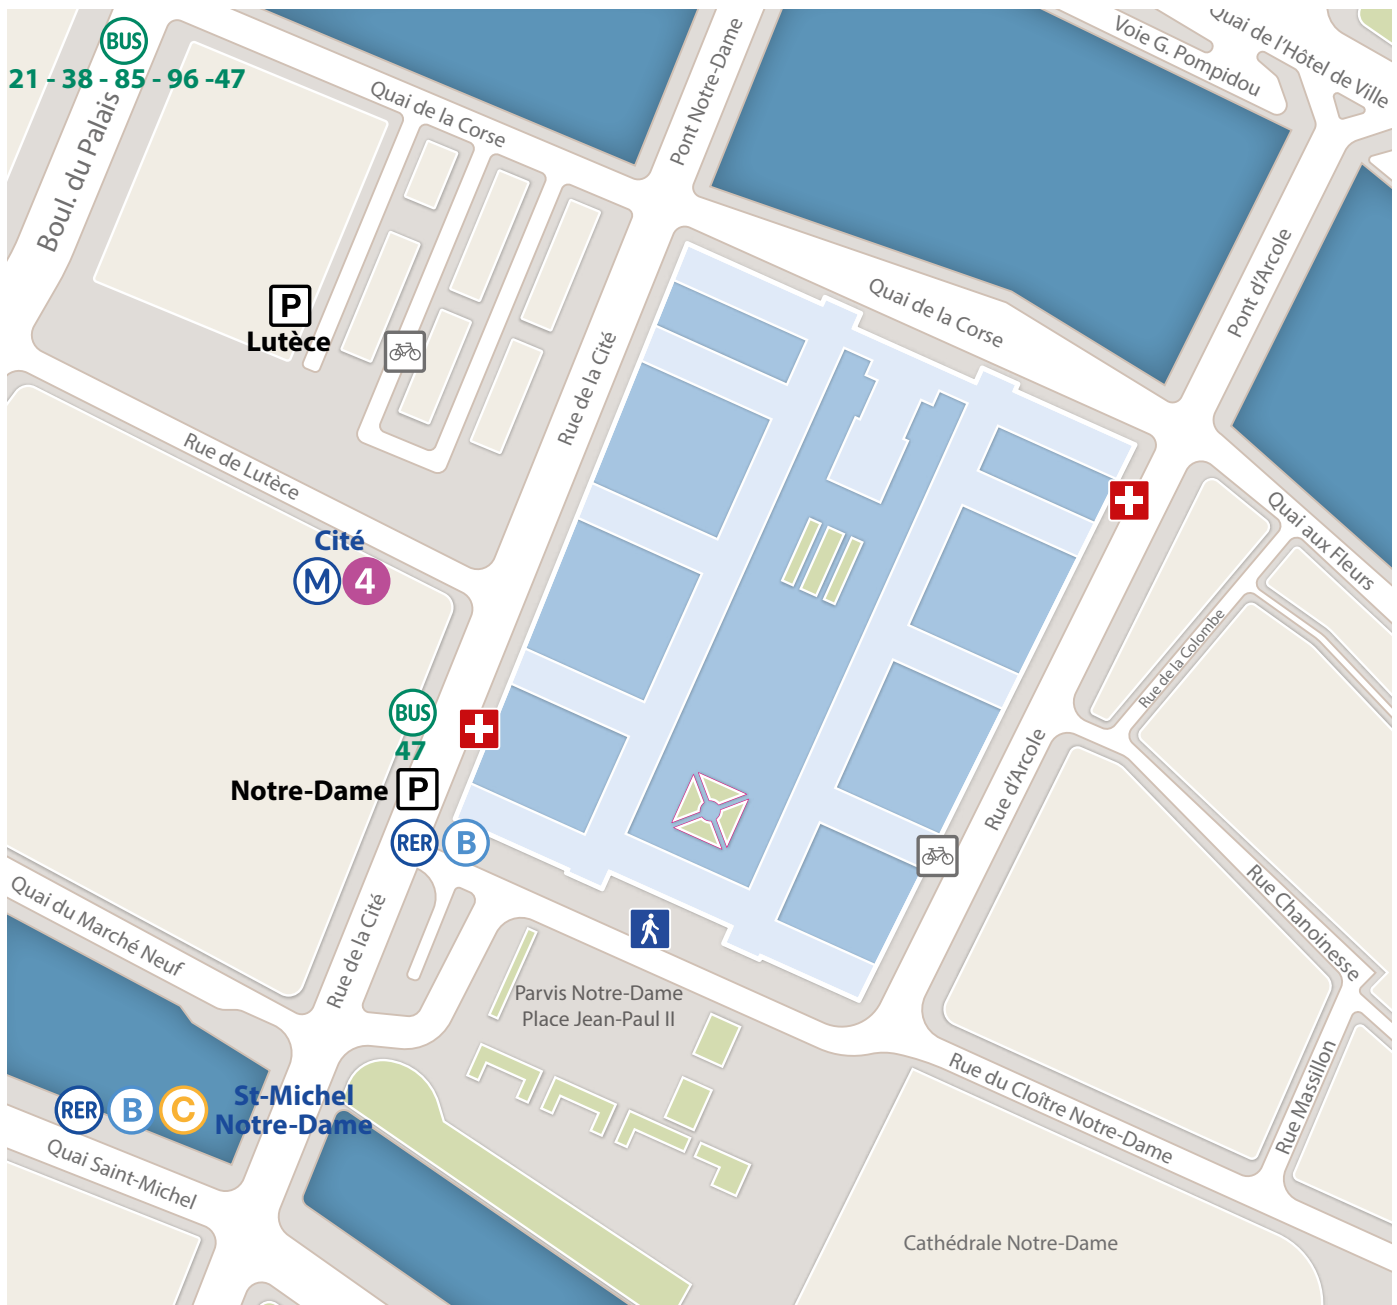 BUS
21 - 38 - 85 - 96 -47
Boul. du Palais
Quai de la Corse
Pont Notre-Dame
Voie G. Pompidou
Quai de l'Hôtel de Ville
Pont d'Arcole
Quai de la Corse
P
Lutèce
Rue de la Cité
Rue de Lutèce
Cité
M 4
Quai aux Fleurs
Rue de la Colombe
BUS
47
Notre-Dame P
RER B
Rue d'Arcole
Rue Chanoinesse
Quai du Marché Neuf
Rue de la Cité
Parvis Notre-Dame
Place Jean-Paul II
Rue du Cloître Notre-Dame
Rue Massillon
RER B C
St-Michel
Notre-Dame
Quai Saint-Michel
Cathédrale Notre-Dame